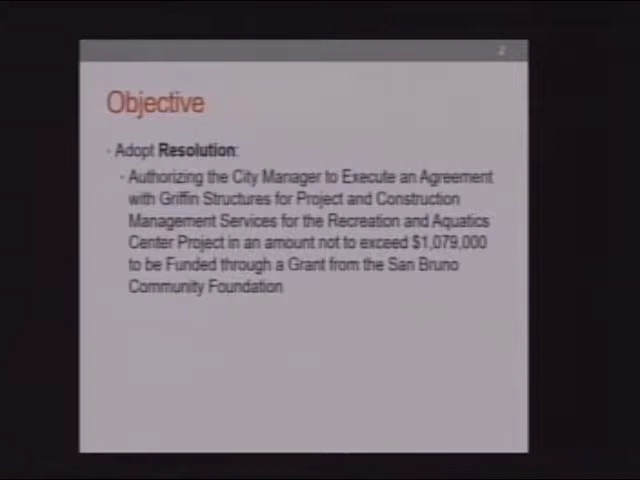 2
Objective
· Adopt Resolution:
· Authorizing the City Manager to Execute an Agreement
with Griffin Structures for Project and Construction
Management Services for the Recreation and Aquatics
Center Project in an amount not to exceed $1,079,000
to be Funded through a Grant from the San Bruno
Community Foundation